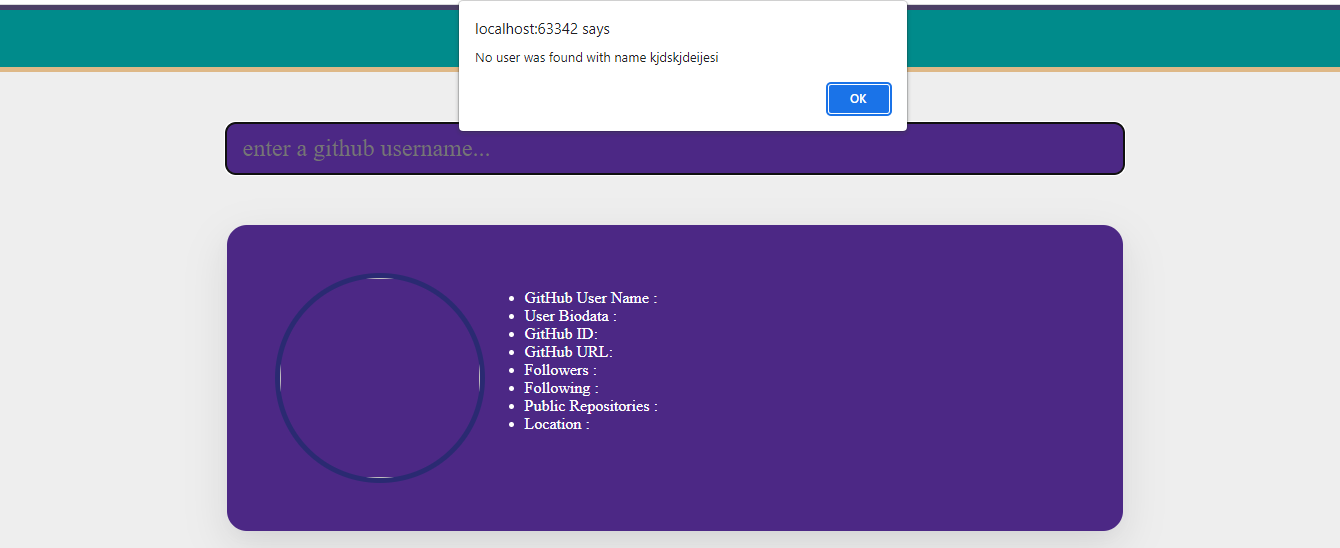 localhost:63342 says
No user was found with name kjdskjdeijesi
OK
enter a github username...
• GitHub User Name :
• User Biodata :
• GitHub ID:
• GitHub URL:
• Followers :
• Following :
• Public Repositories :
• Location :